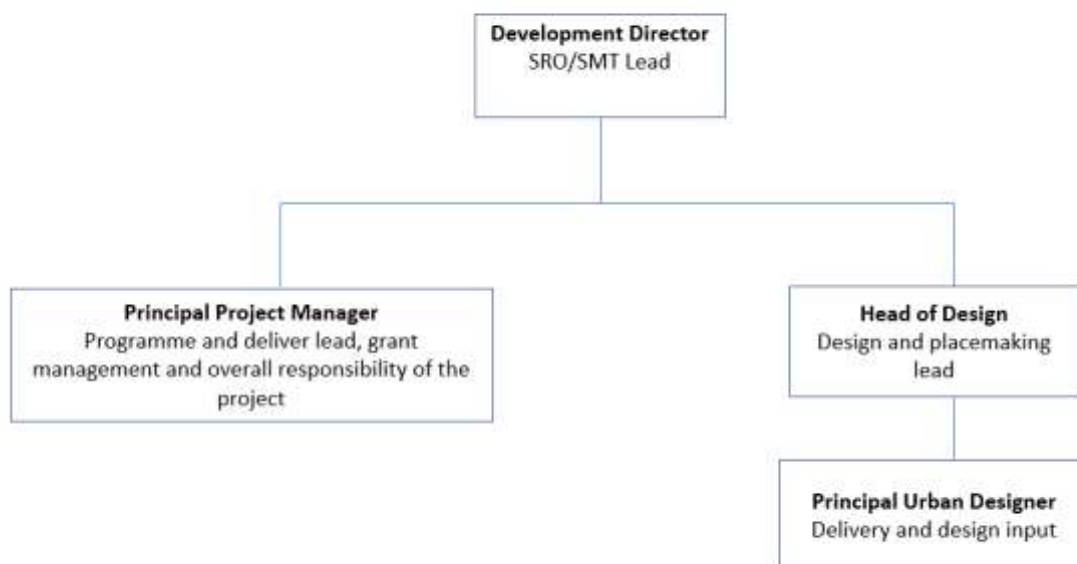 Development Director
SRO/SMT Lead
Principal Project Manager
Programme and deliver lead, grant
management and overall responsibility of the
project
Head of Design
Design and placemaking
lead
Principal Urban Designer
Delivery and design input